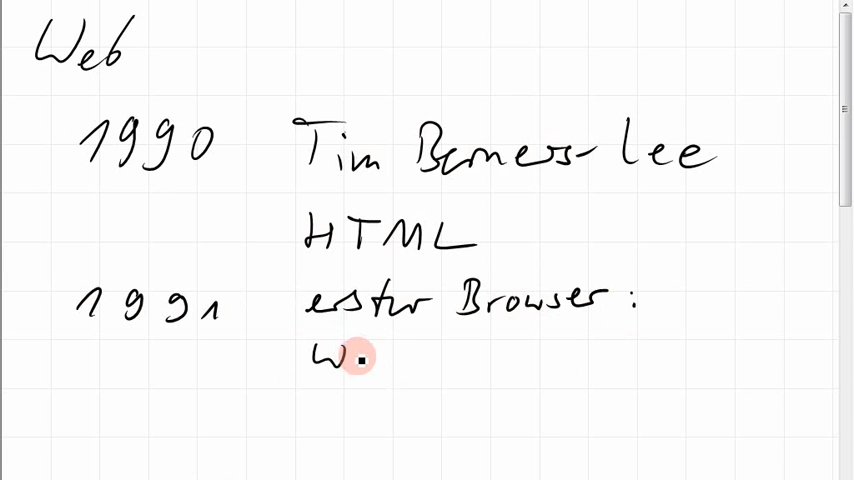 Web
1990 Tim Berners-Lee
HTML
1991 erster Browser:
W